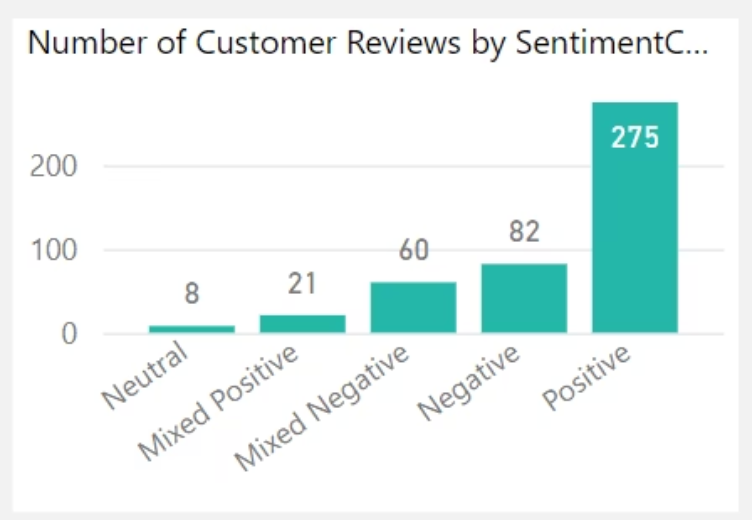 Number of Customer Reviews by SentimentC...
275
200
82
100
60
21
8
0
Neutral
Mixed Positive
Mixed Negative
Negative
Positive